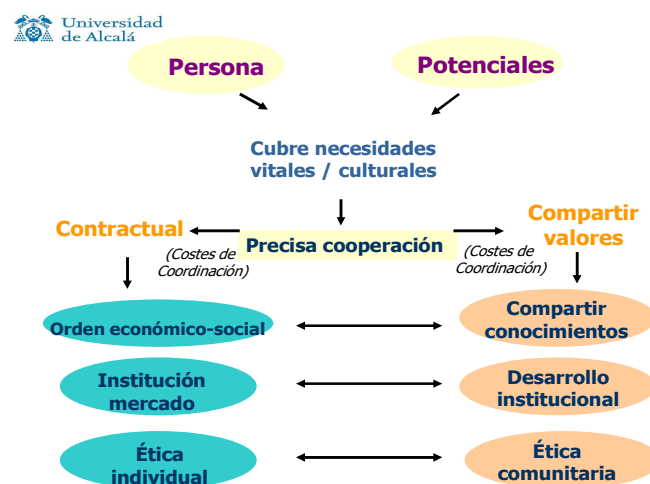 Universidad
de Alcalá
Persona
Potenciales
Cubre necesidades
vitales / culturales
Contractual
Compartir
valores
Precisa cooperación
(Costes de
Coordinación)
(Costes de
Coordinación)
Orden económico-social
Compartir
conocimientos
Institución
mercado
Desarrollo
institucional
Ética
individual
Ética
comunitaria